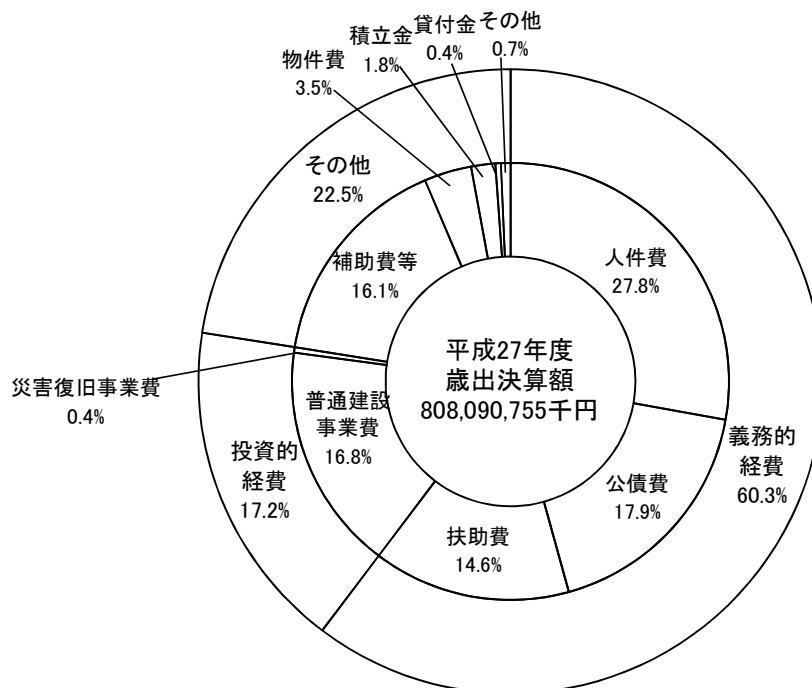 物件費
3.5%
積立金
1.8%
貸付金
0.4%
その他
0.7%
その他
22.5%
補助費等
16.1%
人件費
27.8%
平成27年度
歳出決算額
808,090,755千円
災害復旧事業費
0.4%
普通建設
事業費
16.8%
投資的
経費
17.2%
扶助費
14.6%
公債費
17.9%
義務的
経費
60.3%